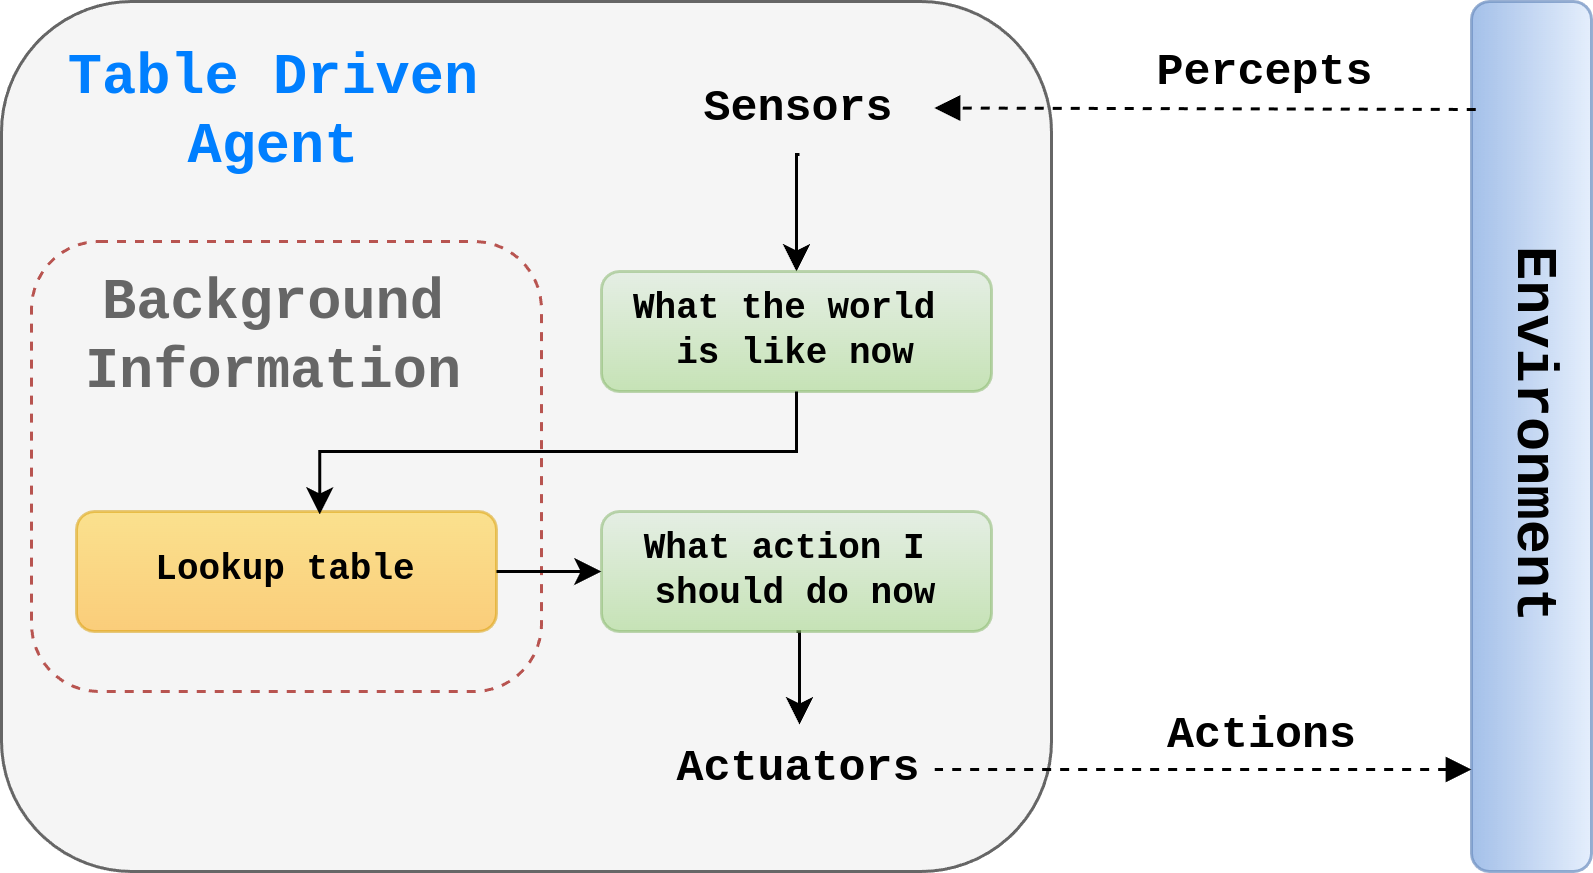 Table Driven
Agent
Sensors
Percepts
Background
Information
What the world
is like now
Environment
Lookup table
What action I
should do now
Actuators
Actions